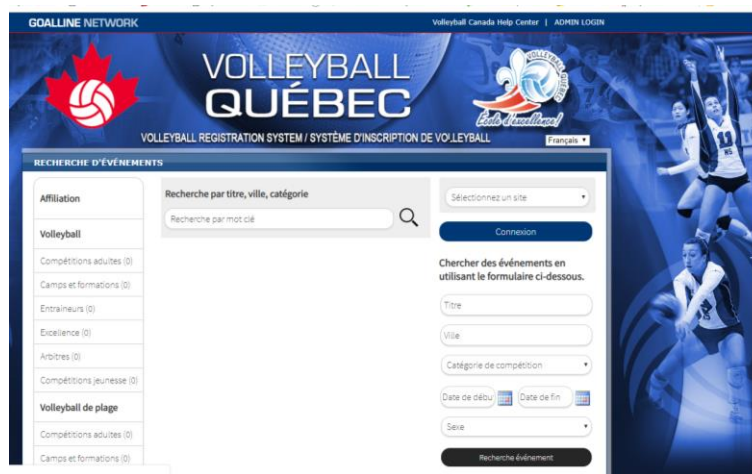 GOALLINE NETWORK
Volleyball Canada Help Center | ADMIN LOGIN
VOLLEYBALL
QUÉBEC
VOLLEYBALL QUÉBEC
École d'excellence!
VOLLEYBALL REGISTRATION SYSTEM / SYSTÈME D'INSCRIPTION DE VOLLEYBALL
Français
RECHERCHE D'ÉVÉNEMENTS
Affiliation
Volleyball
Compétitions adultes (0)
Camps et formations (0)
Entraineurs (0)
Excellence (0)
Arbitres (0)
Compétitions jeunesse (0)
Volleyball de plage
Compétitions adultes (0)
Camps et formations (0)
Recherche par titre, ville, catégorie
Recherche par mot clé
Sélectionnez un site
Connexion
Chercher des événements en
utilisant le formulaire ci-dessous.
Titre
Ville
Catégorie de compétition
Date de débu
Date de fin
Sexe
Recherche événement
11